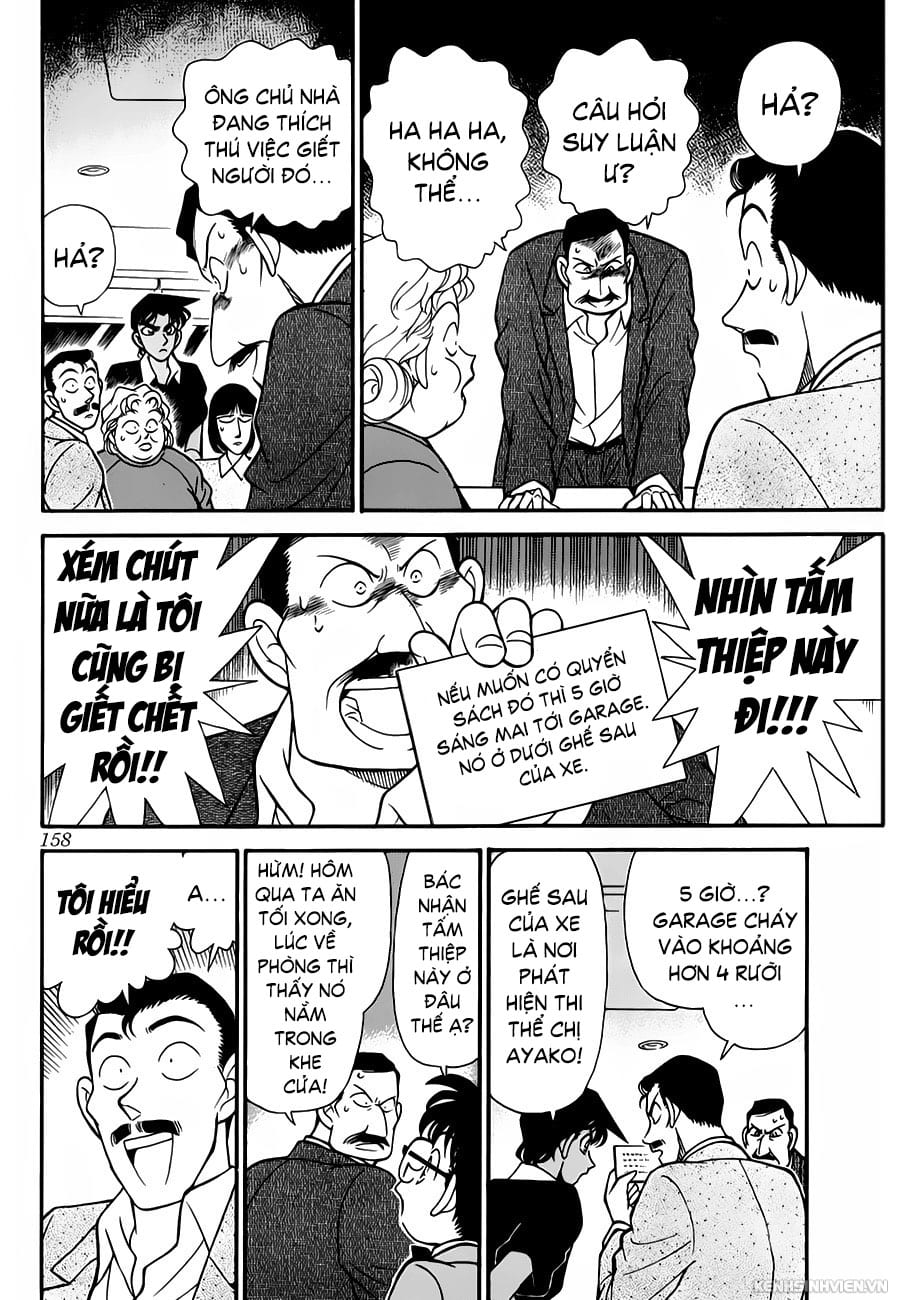 HẢ?
CÂU HỎI
SUY LUẬN
Ư?
HA HA HA,
KHÔNG
THỂ...
ÔNG CHỦ NHÀ
ĐANG THÍCH
THÚ VIỆC GIẾT
NGƯỜI ĐÓ...
HẢ?
NHÌN TẤM
THIỆP NÀY
ĐI!!!
NẾU MUỐN CÓ QUYỂN
SÁCH ĐÓ THÌ 5 GIỜ
SÁNG MAI TỚI GARAGE.
NÓ Ở DƯỚI GHẾ SAU
CỦA XE.
XÉM CHÚT
NỮA LÀ TÔI
CŨNG BỊ
GIẾT CHẾT
RỒI!!
158
5 GIỜ...?
GARAGE CHÁY
VÀO KHOẢNG
HƠN 4 RƯỠI
...
GHẾ SAU
CỦA XE
LÀ NƠI
PHÁT
HIỆN THI
THỂ CHỊ
AYAKO!
BÁC
NHẬN
TẤM
THIỆP
NÀY Ở
ĐÂU
THẾ Ạ?
HỪM! HÔM
QUA TA ĂN
TỐI XONG,
LÚC VỀ
PHÒNG THÌ
THẤY NÓ
NẰM
TRONG
KHE
CỬA!
A...
TÔI HIỂU
RỒI!!
KENHSINHVIEN.VN